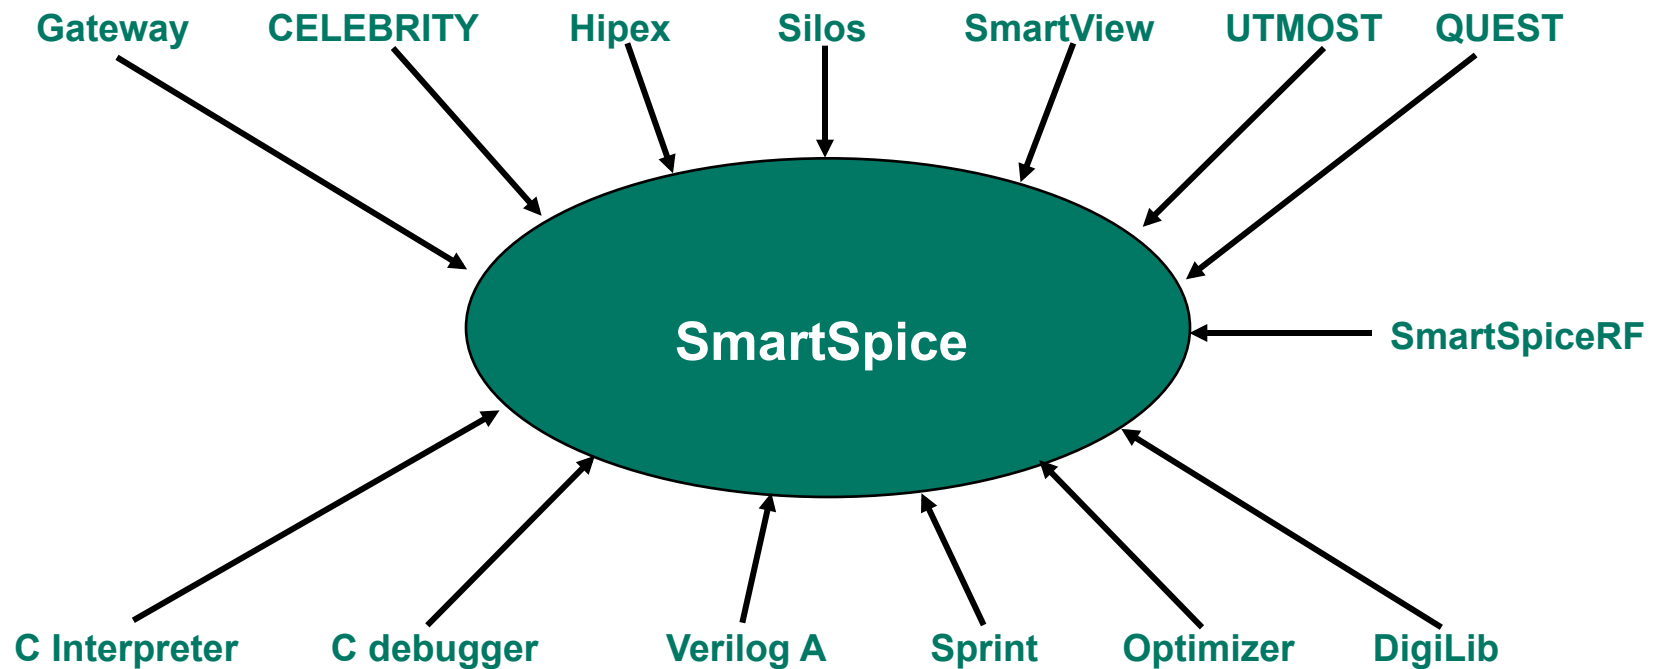 Gateway CELEBRITY Hipex Silos SmartView UTMOST QUEST
SmartSpice
SmartSpiceRF
C Interpreter C debugger Verilog A Sprint Optimizer DigiLib